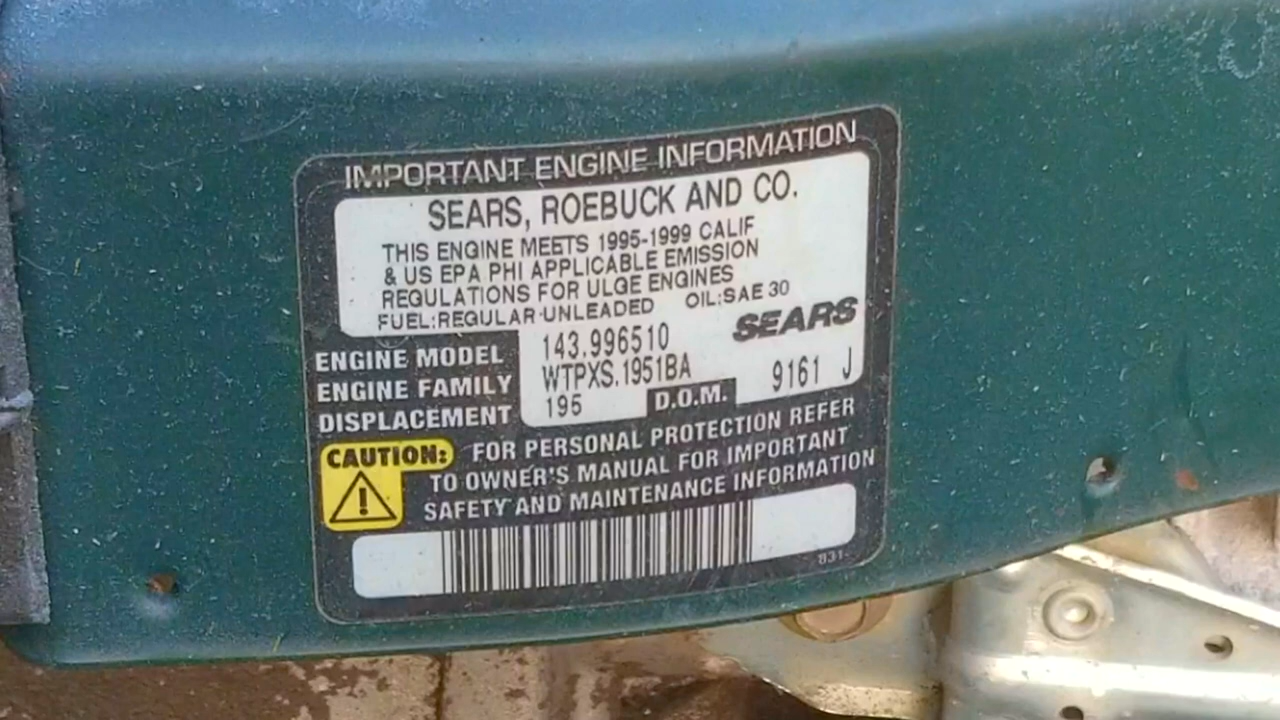 IMPORTANT ENGINE INFORMATION
SEARS, ROEBUCK AND CO.
THIS ENGINE MEETS 1995-1999 CALIF
& US EPA PHI APPLICABLE EMISSION
REGULATIONS FOR ULGE ENGINES
FUEL:REGULAR UNLEADED OIL:SAE 30
SEARS
ENGINE MODEL 143.996510
ENGINE FAMILY WTPXS.1951BA
DISPLACEMENT 195 D.O.M. 9161 J
CAUTION: FOR PERSONAL PROTECTION REFER
TO OWNER'S MANUAL FOR IMPORTANT
SAFETY AND MAINTENANCE INFORMATION
831-